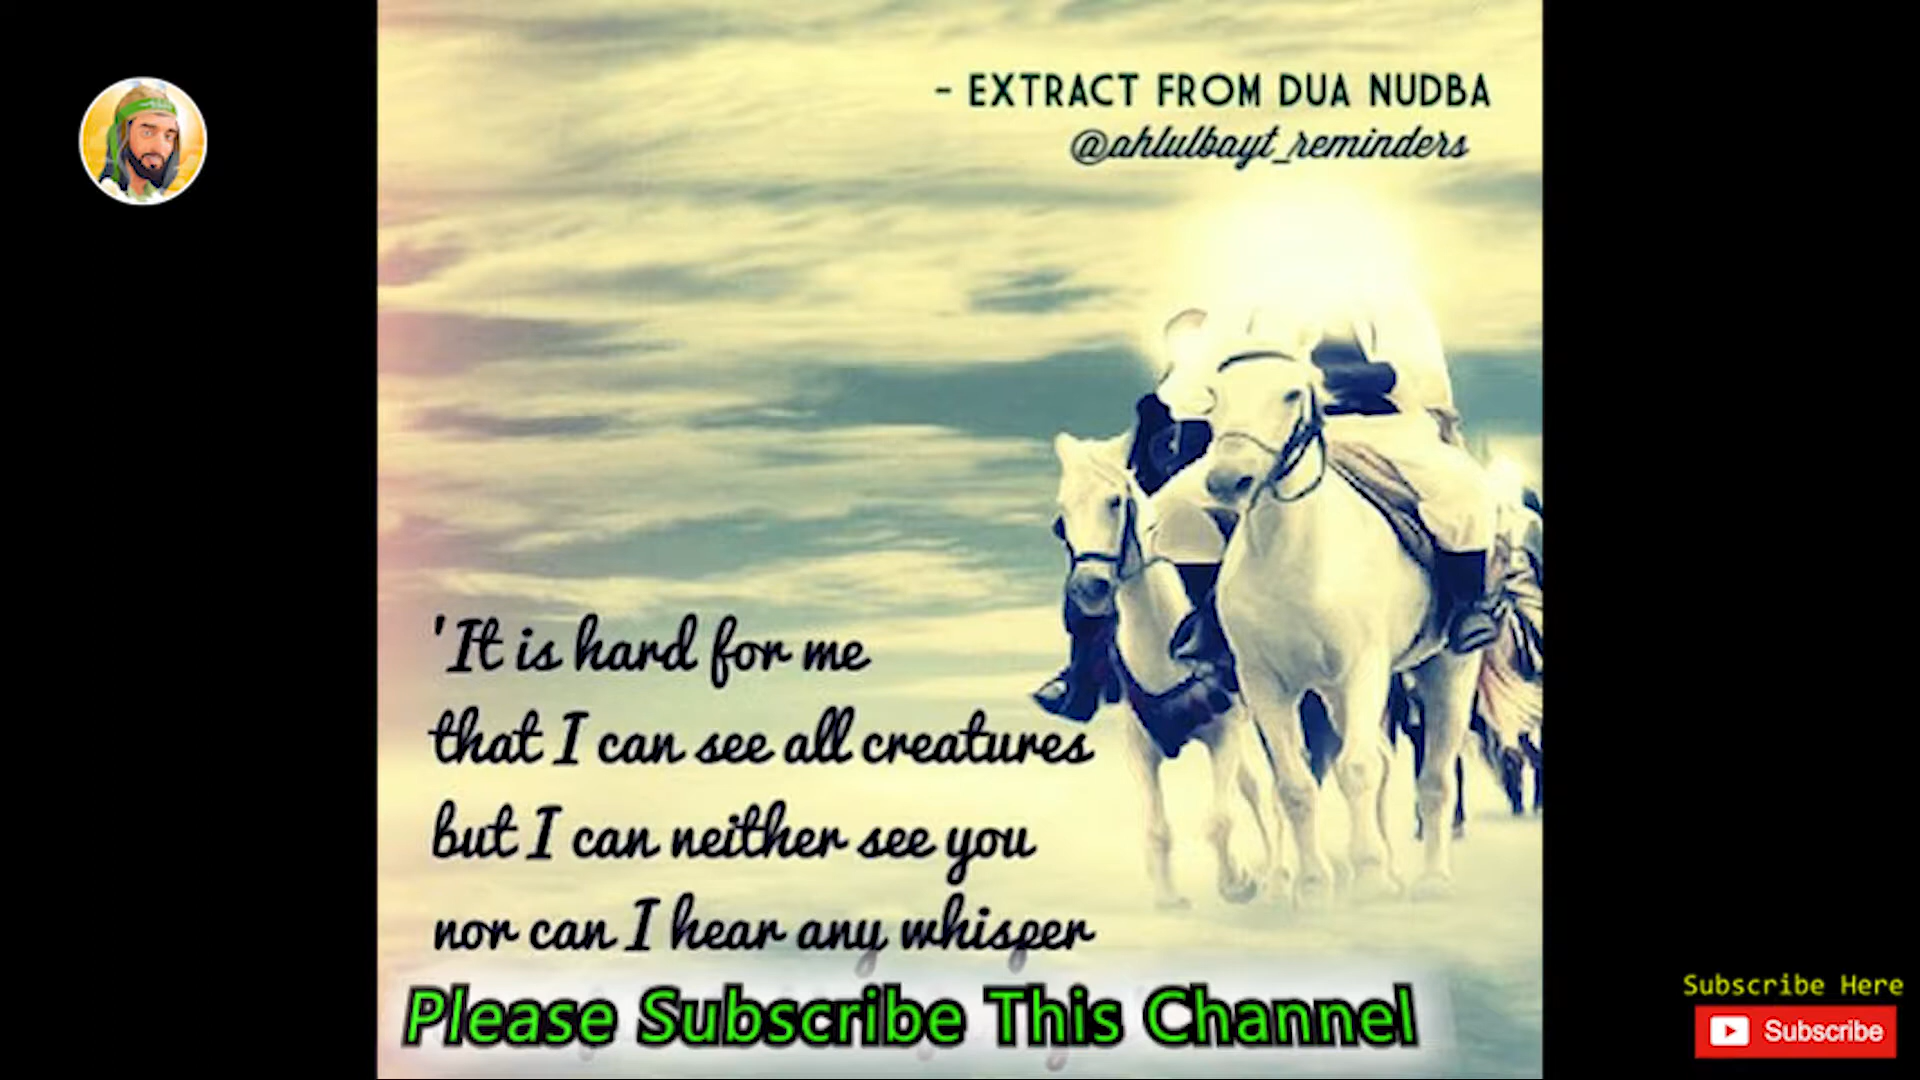 - EXTRACT FROM DUA NUDBA
@ahlulbayt_reminders
'It is hard for me
that I can see all creatures
but I can neither see you
nor can I hear any whisper
Please Subscribe This Channel
Subscribe Here
Subscribe